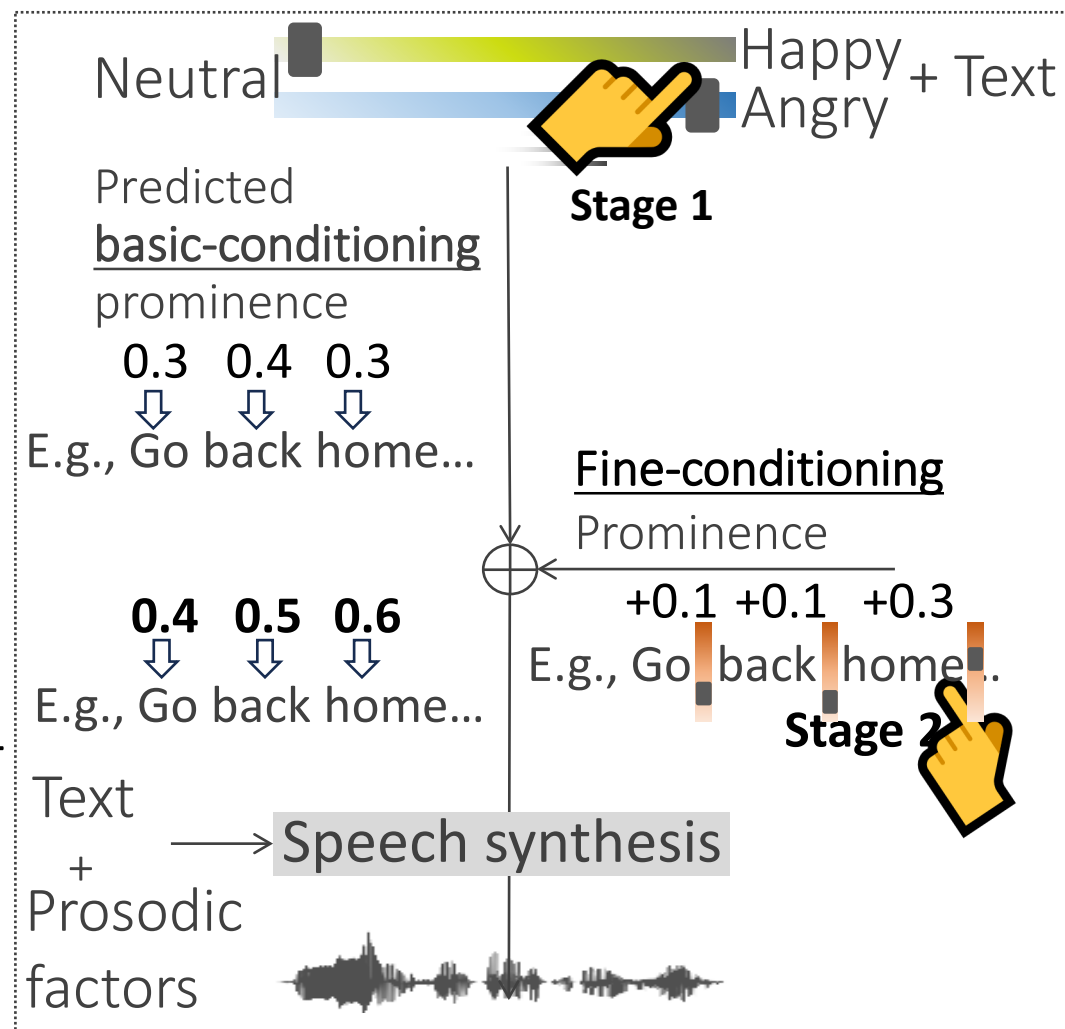 Neutral
Happy
Angry
+ Text
Stage 1
Predicted
basic-conditioning
prominence
0.3 0.4 0.3
E.g., Go back home...
Fine-conditioning
Prominence
+0.1 +0.1 +0.3
E.g., Go back home...
Stage 2
0.4 0.5 0.6
E.g., Go back home...
Text
+
Prosodic
factors
Speech synthesis